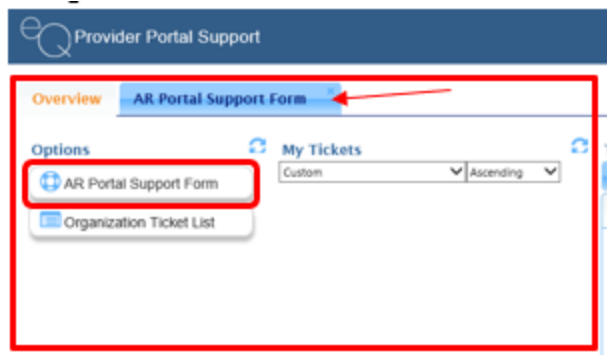 eQ Provider Portal Support
Overview AR Portal Support Form
Options My Tickets
AR Portal Support Form Custom Ascending
Organization Ticket List